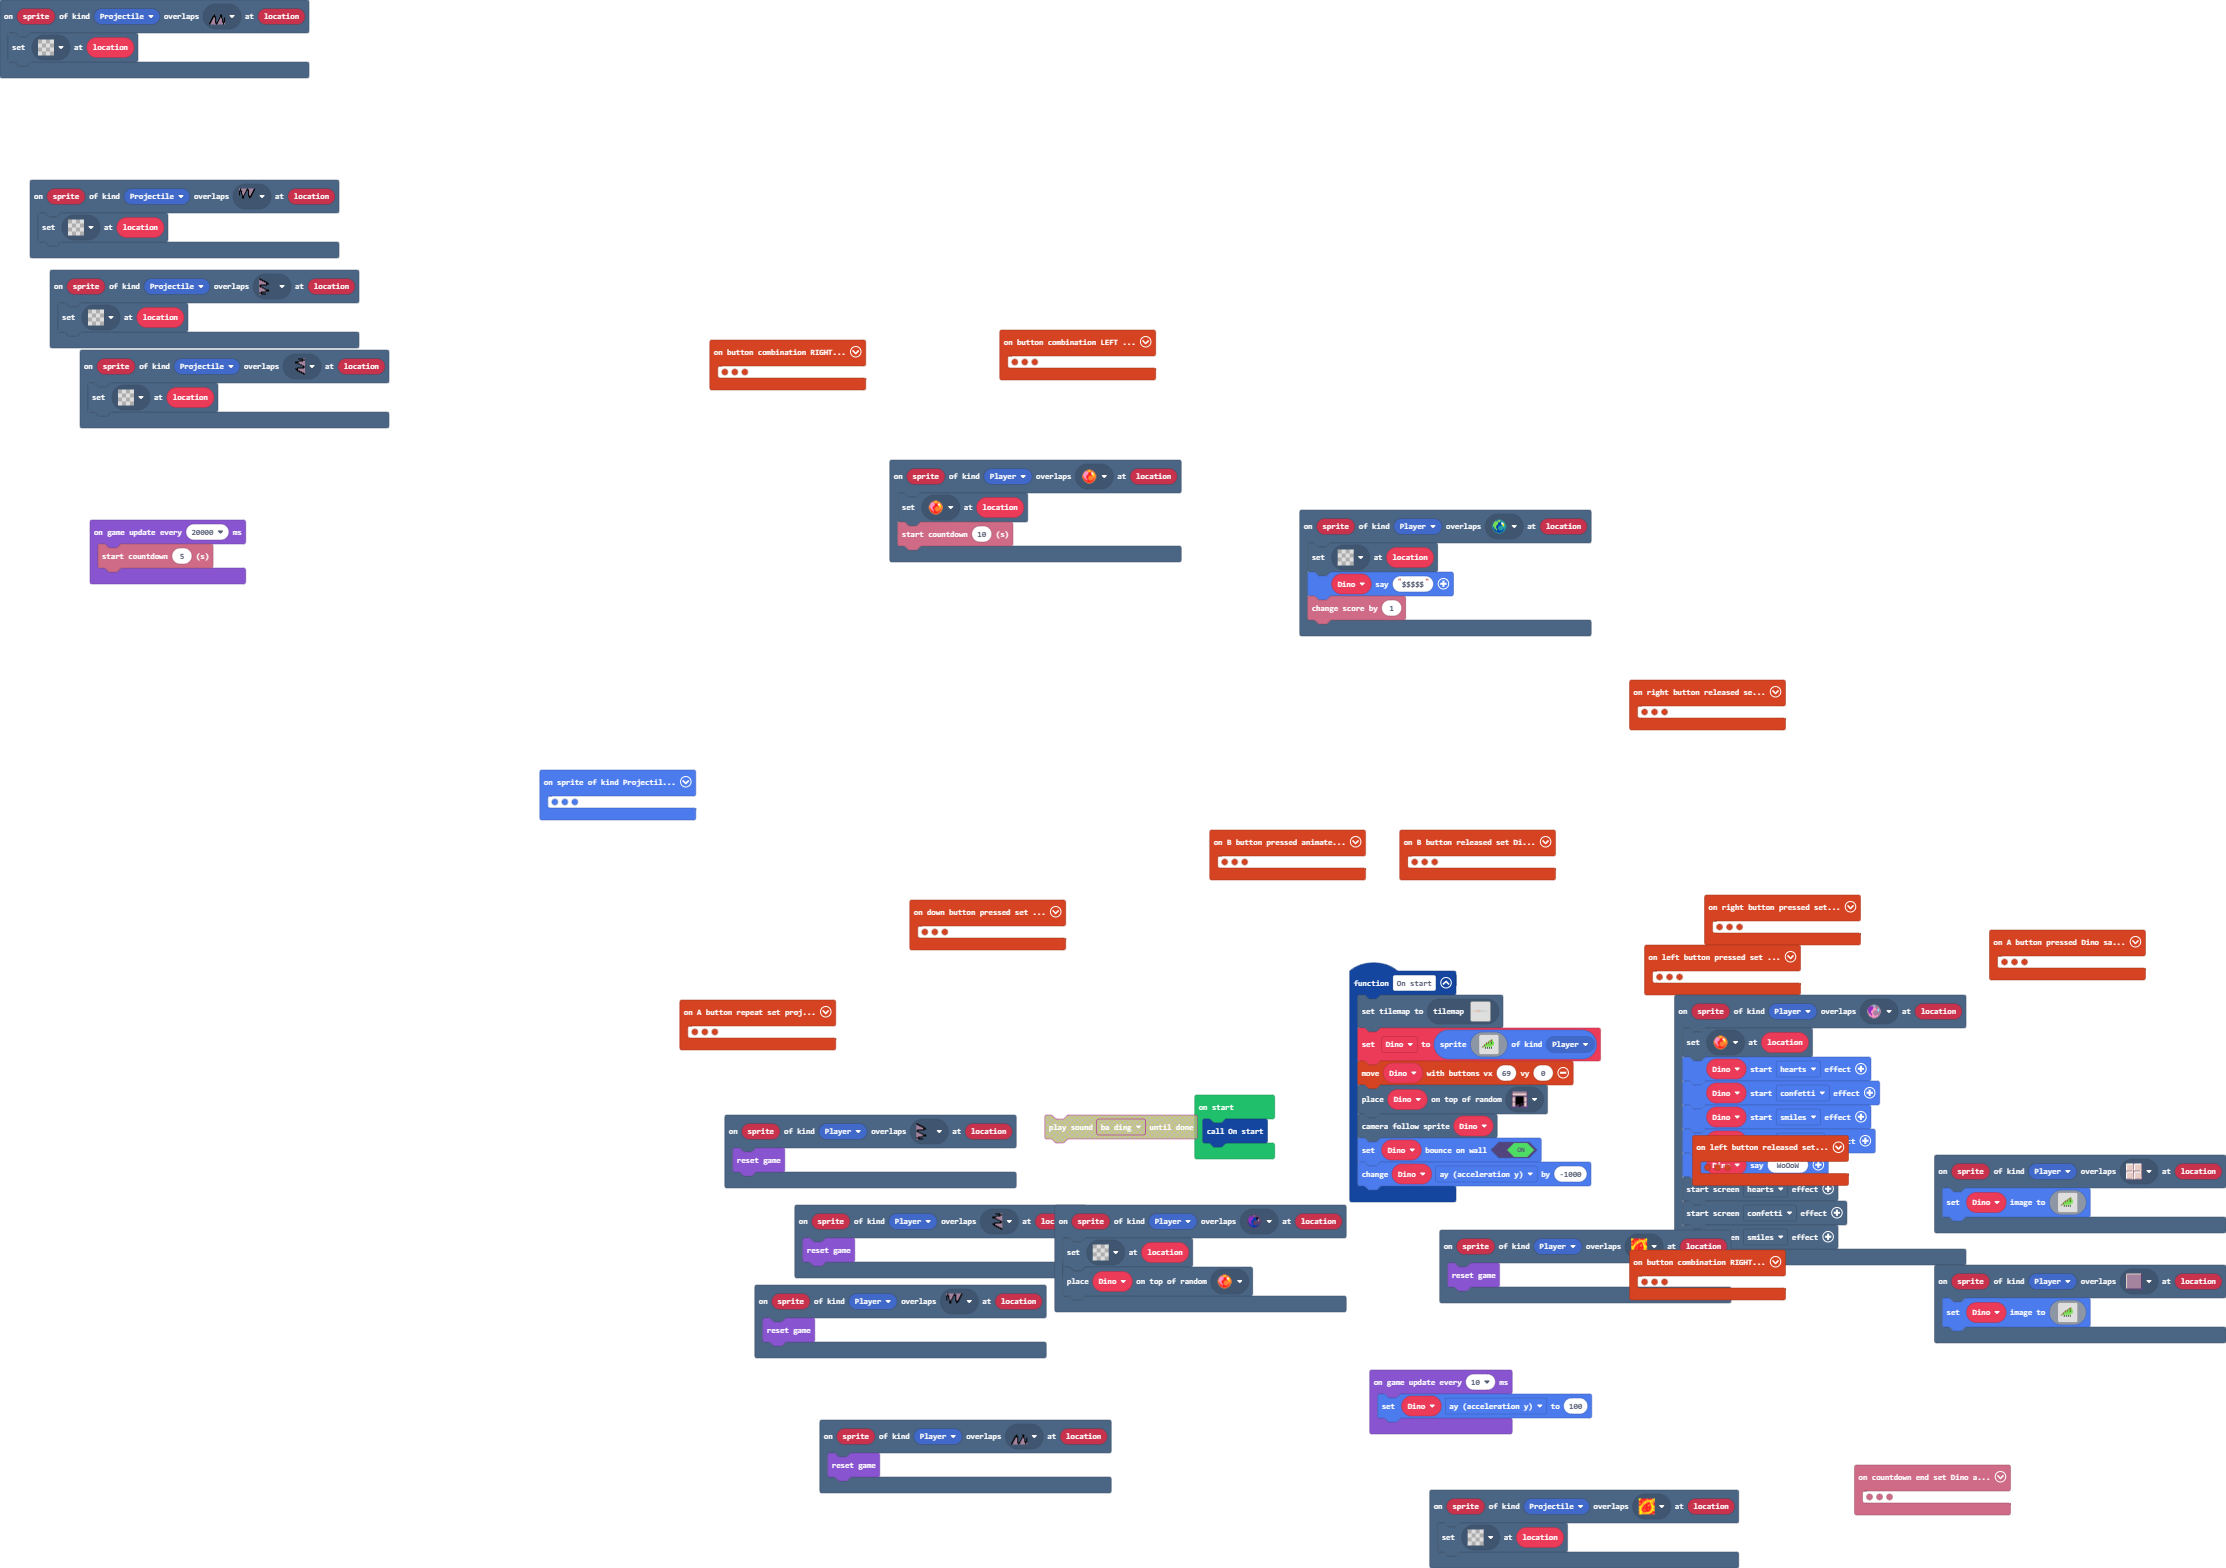 on sprite of kind Projectile overlaps at location
set at location
on sprite of kind Projectile overlaps at location
set at location
on sprite of kind Projectile overlaps at location
set at location
on sprite of kind Projectile overlaps at location
set at location
on button combination RIGHT...
on button combination LEFT ...
on sprite of kind Player overlaps at location
set at location
start countdown 10 (s)
on game update every 20000 ms
start countdown 5 (s)
on sprite of kind Player overlaps at location
set at location
Dino say "$$$$$"
change score by 1
on right button released se...
on sprite of kind Projectil...
on B button pressed animate...
on B button released set Di...
on down button pressed set ...
on right button pressed set...
on left button pressed set ...
on A button pressed Dino sa...
on A button repeat set proj...
function On start
set tilemap to tilemap
set Dino to sprite of kind Player
move Dino with buttons vx 69 vy 0
place Dino on top of random
camera follow sprite Dino
set Dino bounce on wall ON
change Dino ay (acceleration y) by -1000
on sprite of kind Player overlaps at location
set at location
Dino start hearts effect
Dino start confetti effect
Dino start smiles effect
on left button released set...
say WoOoW
start screen hearts effect
start screen confetti effect
smiles effect
on start
call On start
play sound ba ding until done
on sprite of kind Player overlaps at location
reset game
on sprite of kind Player overlaps at loc
reset game
on sprite of kind Player overlaps at location
set at location
place Dino on top of random
on sprite of kind Player overlaps at location
reset game
on sprite of kind Player overlaps at location
reset game
on button combination RIGHT...
on sprite of kind Player overlaps at location
set Dino image to
on sprite of kind Player overlaps at location
set Dino image to
on game update every 10 ms
set Dino ay (acceleration y) to 100
on sprite of kind Player overlaps at location
reset game
on countdown end set Dino a...
on sprite of kind Projectile overlaps at location
set at location